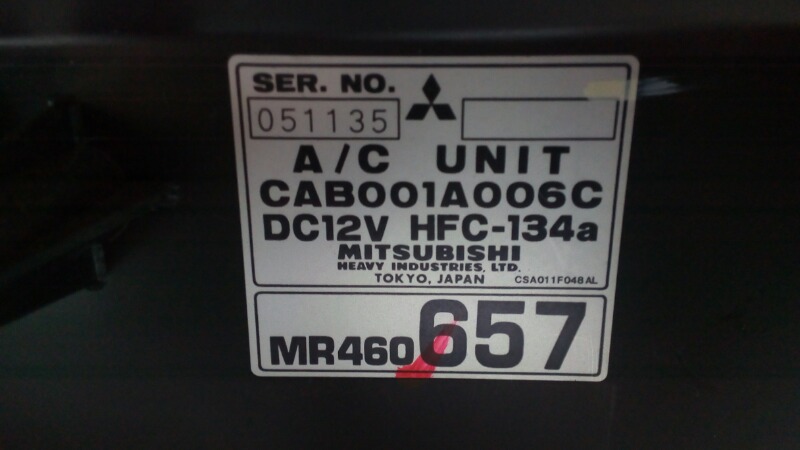 SER. NO.
051135
A/C UNIT
CAB001A006C
DC12V HFC-134a
MITSUBISHI
HEAVY INDUSTRIES, LTD.
TOKYO, JAPAN CSA011F048AL
MR460657